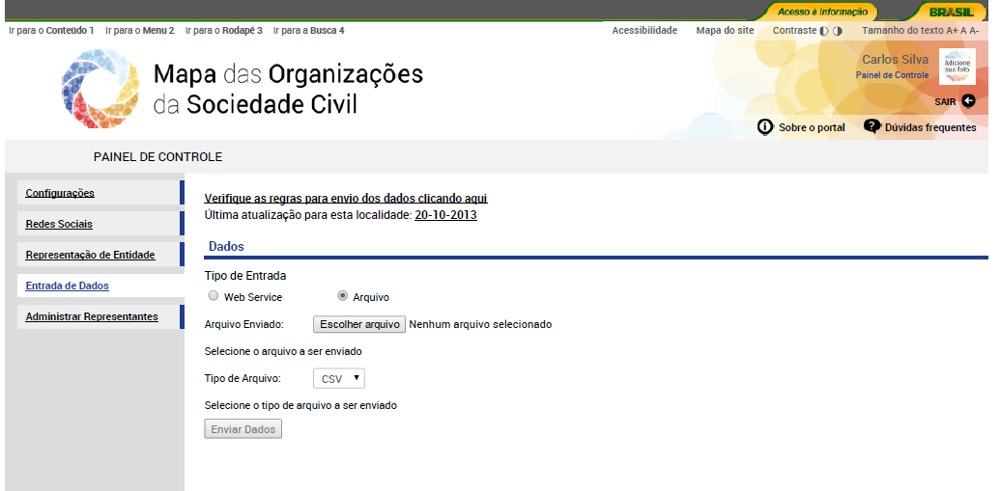 Acesso à Informação BRASIL
Ir para o Conteúdo 1 Ir para o Menu 2 Ir para o Rodapé 3 Ir para a Busca 4 Acessibilidade Mapa do site Contraste Tamanho do texto A+ A A-
Carlos Silva
Painel de Controle
Adicione
sua foto
SAIR
Mapa das Organizações
da Sociedade Civil
Sobre o portal Dúvidas frequentes
PAINEL DE CONTROLE
Configurações
Redes Sociais
Representação de Entidade
Entrada de Dados
Administrar Representantes
Verifique as regras para envio dos dados clicando aqui
Última atualização para esta localidade: 20-10-2013
Dados
Tipo de Entrada
Web Service Arquivo
Arquivo Enviado: Escolher arquivo Nenhum arquivo selecionado
Selecione o arquivo a ser enviado
Tipo de Arquivo: CSV
Selecione o tipo de arquivo a ser enviado
Enviar Dados